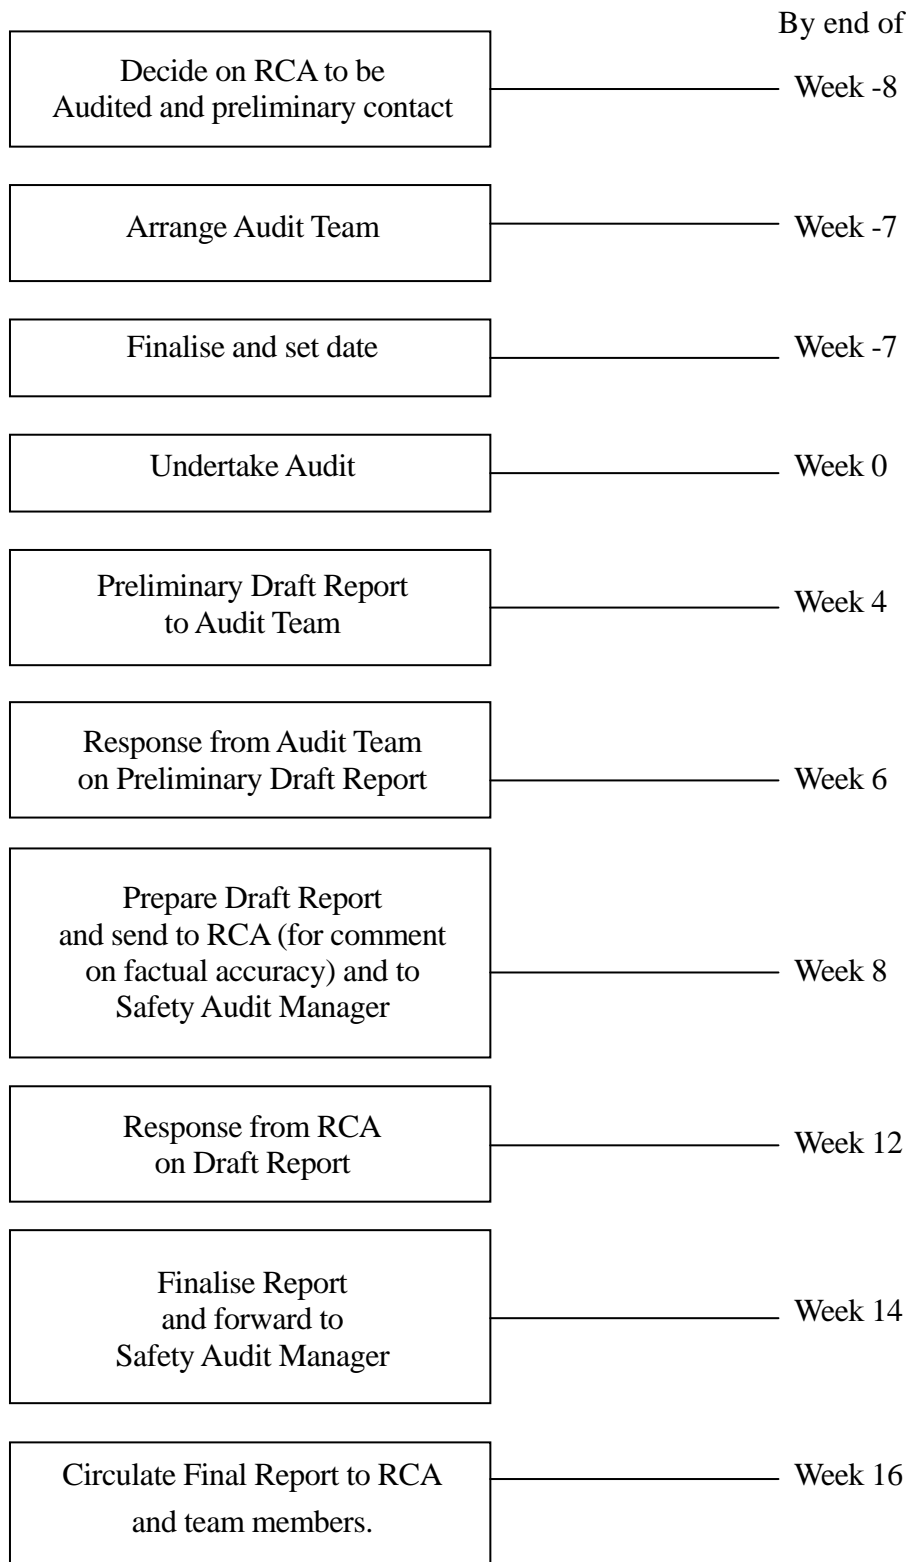 By end of
Decide on RCA to be
Audited and preliminary contact
Week -8
Arrange Audit Team
Week -7
Finalise and set date
Week -7
Undertake Audit
Week 0
Preliminary Draft Report
to Audit Team
Week 4
Response from Audit Team
on Preliminary Draft Report
Week 6
Prepare Draft Report
and send to RCA (for comment
on factual accuracy) and to
Safety Audit Manager
Week 8
Response from RCA
on Draft Report
Week 12
Finalise Report
and forward to
Safety Audit Manager
Week 14
Circulate Final Report to RCA
and team members.
Week 16